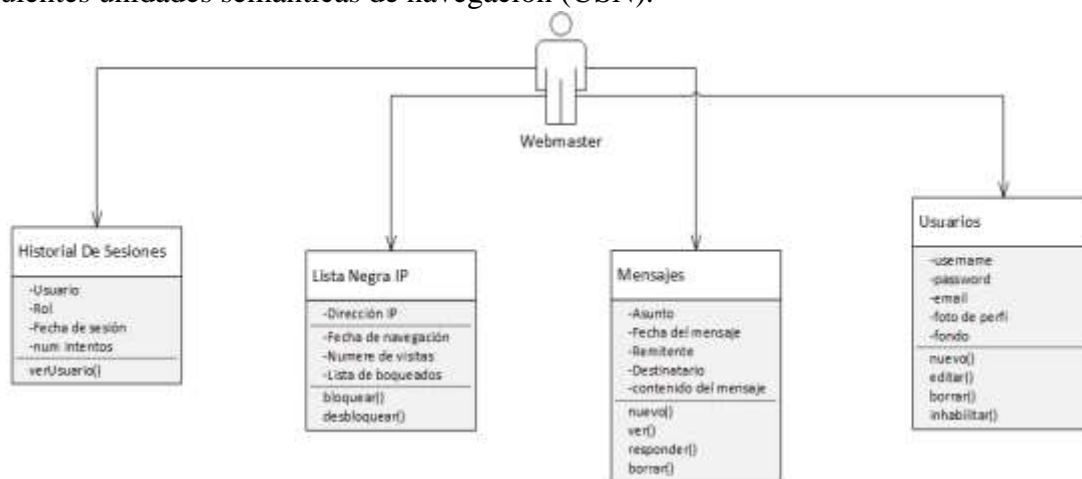 unidades semánticas de navegación (USN).
Webmaster
Historial De Sesiones
-Usuario
-Rol
-Fecha de sesión
-num intentos
verUsuario()
Lista Negra IP
-Dirección IP
-Fecha de navegación
-Numere de visitas
-Lista de boqueados
bloquear()
desbloquear()
Mensajes
-Asunto
-Fecha del mensaje
-Remitente
-Destinatario
-contenido del mensaje
nuevo()
ver()
responder()
borrar()
Usuarios
-username
-password
-email
-foto de perfi
-fondo
nuevo()
editar()
borrar()
inhabilitar()